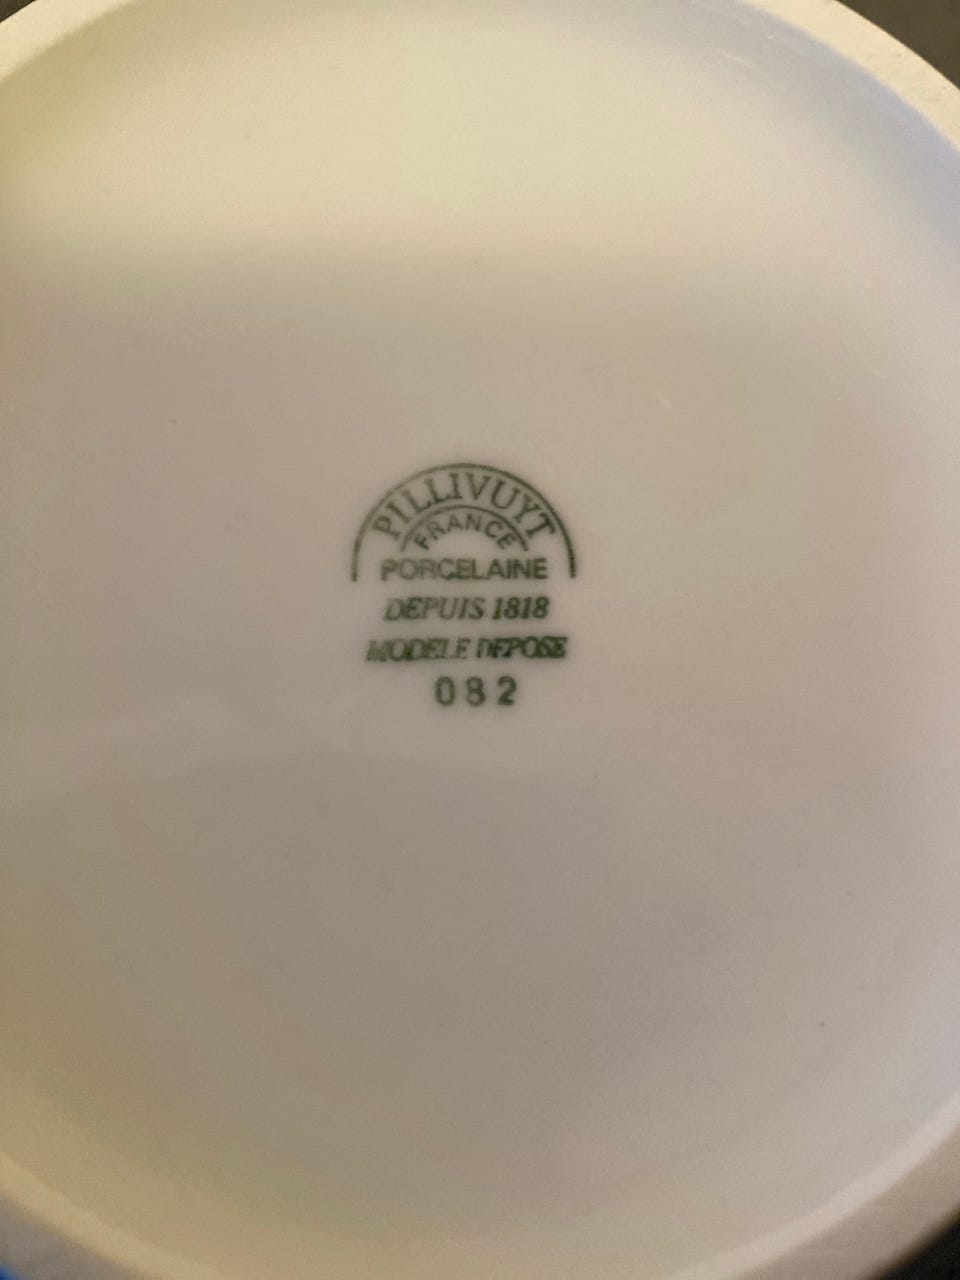 PILLIVUYT
FRANCE
PORCELAINE
DEPUIS 1818
MODELE DEPOSE
082